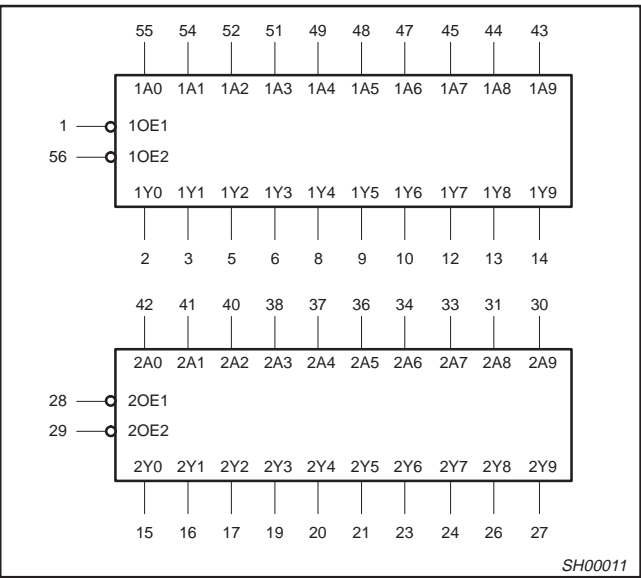 55 54 52 51 49 48 47 45 44 43
1A0 1A1 1A2 1A3 1A4 1A5 1A6 1A7 1A8 1A9
1 1OE1
56 1OE2
1Y0 1Y1 1Y2 1Y3 1Y4 1Y5 1Y6 1Y7 1Y8 1Y9
2 3 5 6 8 9 10 12 13 14
42 41 40 38 37 36 34 33 31 30
2A0 2A1 2A2 2A3 2A4 2A5 2A6 2A7 2A8 2A9
28 2OE1
29 2OE2
2Y0 2Y1 2Y2 2Y3 2Y4 2Y5 2Y6 2Y7 2Y8 2Y9
15 16 17 19 20 21 23 24 26 27
SH00011